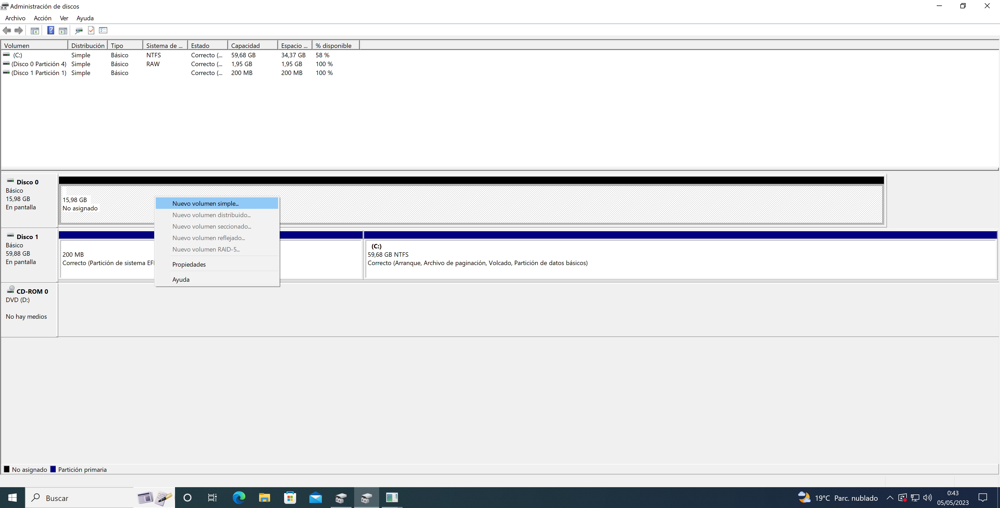 Administración de discos
Archivo Acción Ver Ayuda
Volumen Distribución Tipo Sistema de ... Estado Capacidad Espacio ... % disponible
(C:) Simple Básico NTFS Correcto (... 59,68 GB 34,37 GB 58 %
(Disco 0 Partición 4) Simple Básico RAW Correcto (... 1,95 GB 1,95 GB 100 %
(Disco 1 Partición 1) Simple Básico Correcto (... 200 MB 200 MB 100 %
Disco 0
Básico
15,98 GB
En pantalla
15,98 GB
No asignado
Nuevo volumen simple...
Nuevo volumen distribuido...
Nuevo volumen seccionado...
Nuevo volumen reflejado...
Nuevo volumen RAID-5...
Propiedades
Ayuda
Disco 1
Básico
59,88 GB
En pantalla
200 MB
Correcto (Partición de sistema EFI
(C:)
59,68 GB NTFS
Correcto (Arranque, Archivo de paginación, Volcado, Partición de datos básicos)
CD-ROM 0
DVD (D:)
No hay medios
No asignado Partición primaria
Buscar
19°C Parc. nublado
0:43
05/05/2023